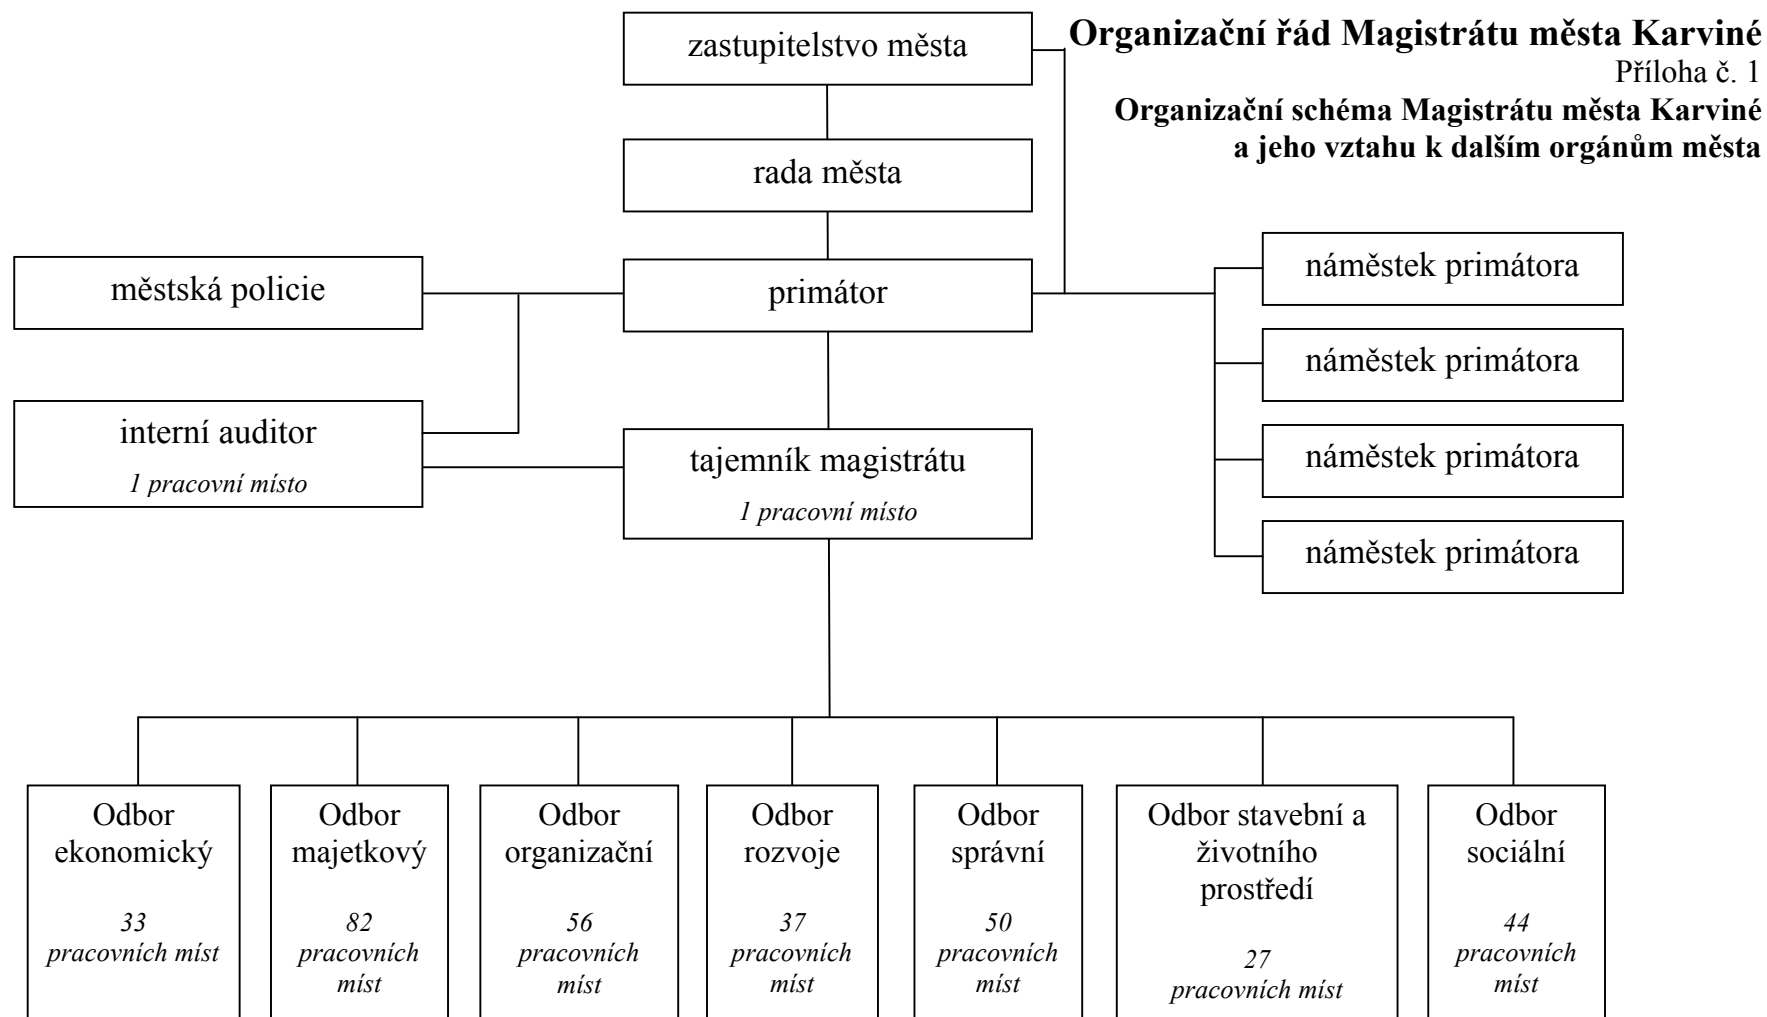 Organizační řád Magistrátu města Karviné
Příloha č. 1
Organizační schéma Magistrátu města Karviné
a jeho vztahu k dalším orgánům města
zastupitelstvo města
rada města
městská policie
primátor
náměstek primátora
náměstek primátora
náměstek primátora
náměstek primátora
interní auditor
1 pracovní místo
tajemník magistrátu
1 pracovní místo
Odbor
ekonomický
33
pracovních míst
Odbor
majetkový
82
pracovních
míst
Odbor
organizační
56
pracovních
míst
Odbor
rozvoje
37
pracovních
míst
Odbor
správní
50
pracovních
míst
Odbor stavební a
životního
prostředí
27
pracovních míst
Odbor
sociální
44
pracovních
míst